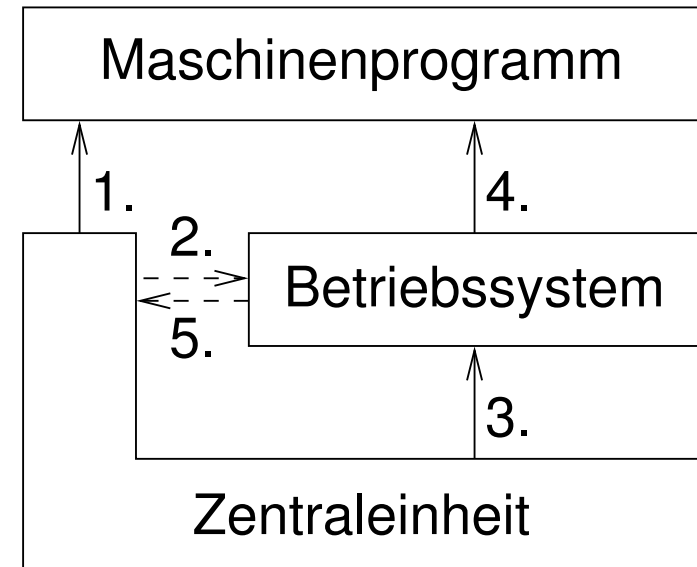 Maschinenprogramm
1.
4.
2.
Betriebssystem
5.
3.
Zentraleinheit